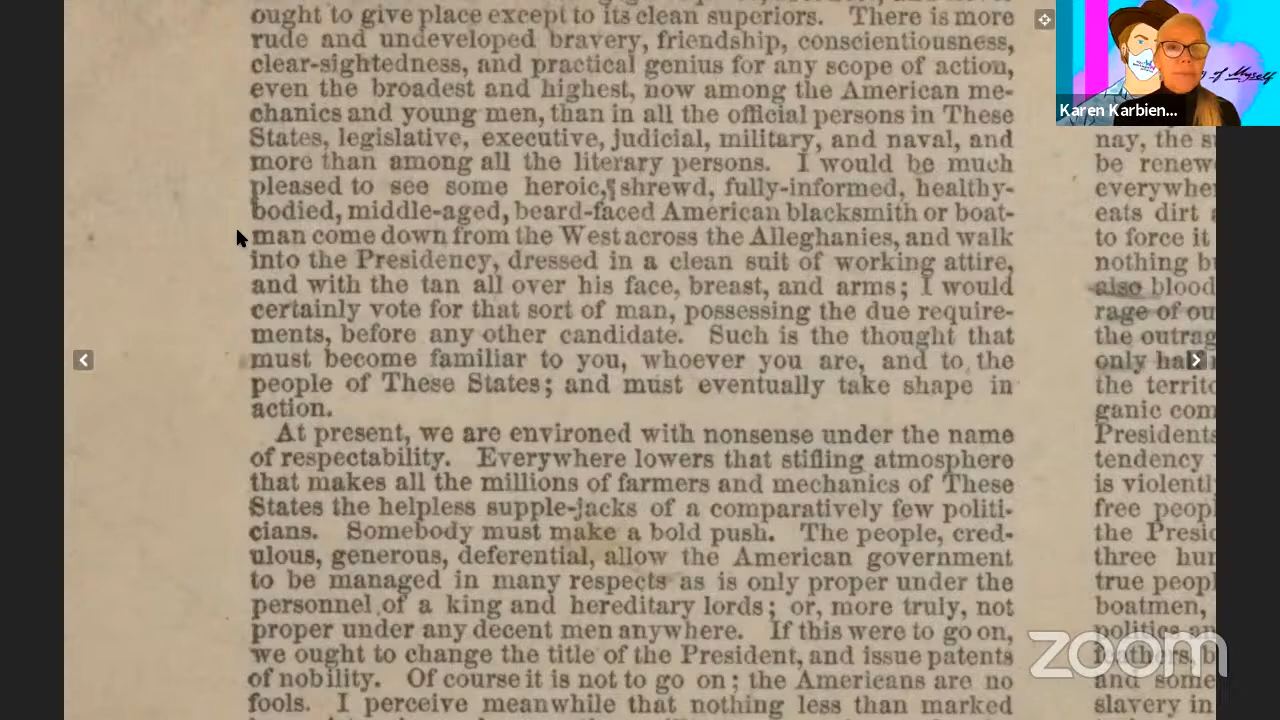 ought to give place except to its clean superiors. There is more
rude and undeveloped bravery, friendship, conscientiousness,
clear-sightedness, and practical genius for any scope of action,
even the broadest and highest, now among the American me-
chanics and young men, than in all the official persons in These
States, legislative, executive, judicial, military, and naval, and
more than among all the literary persons. I would be much
pleased to see some heroic, shrewd, fully-informed, healthy-
bodied, middle-aged, beard-faced American blacksmith or boat-
man come down from the West across the Alleghanies, and walk
into the Presidency, dressed in a clean suit of working attire,
and with the tan all over his face, breast, and arms; I would
certainly vote for that sort of man, possessing the due require-
ments, before any other candidate. Such is the thought that
must become familiar to you, whoever you are, and to the
people of These States; and must eventually take shape in
action.
At present, we are environed with nonsense under the name
of respectability. Everywhere lowers that stifling atmosphere
that makes all the millions of farmers and mechanics of These
States the helpless supple-jacks of a comparatively few politi-
cians. Somebody must make a bold push. The people, cred-
ulous, generous, deferential, allow the American government
to be managed in many respects as is only proper under the
personnel of a king and hereditary lords; or, more truly, not
proper under any decent men anywhere. If this were to go on,
we ought to change the title of the President, and issue patents
of nobility. Of course it is not to go on; the Americans are no
fools. I perceive meanwhile that nothing less than marked
nay, the s
be renew
everywhe
eats dirt
to force it
nothing b
also blood
rage of ou
the outrag
only ha
the territo
ganic com
Presidents
tendency
is violentl
free peopl
the Presid
three hun
true peopl
boatmen,
politics an
and some
slavery in
of Myself
Karen Karbien...
zoom